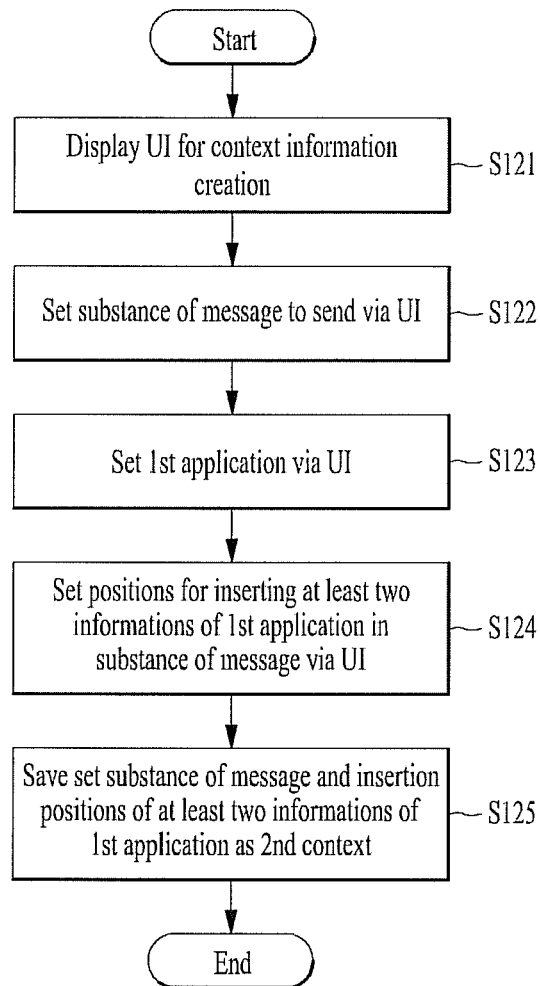 Start
Display UI for context information
creation
S121
Set substance of message to send via UI
S122
Set 1st application via UI
S123
Set positions for inserting at least two
informations of 1st application in
substance of message via UI
S124
Save set substance of message and insertion
positions of at least two informations of
1st application as 2nd context
S125
End